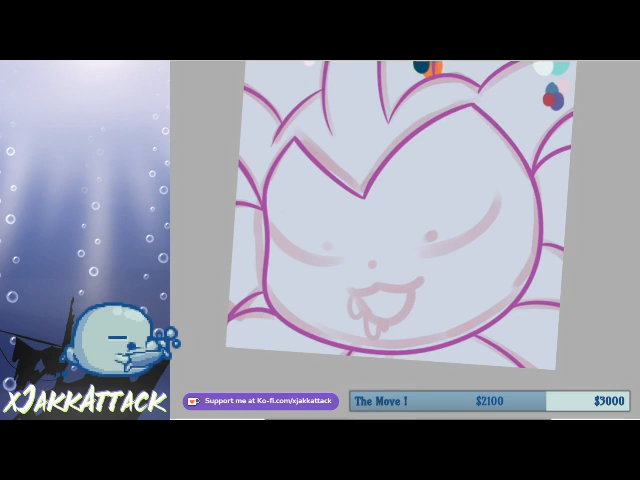 xJakkAttack
Support me at Ko-fi.com/xjakkattack
The Move ! $2100 $3000